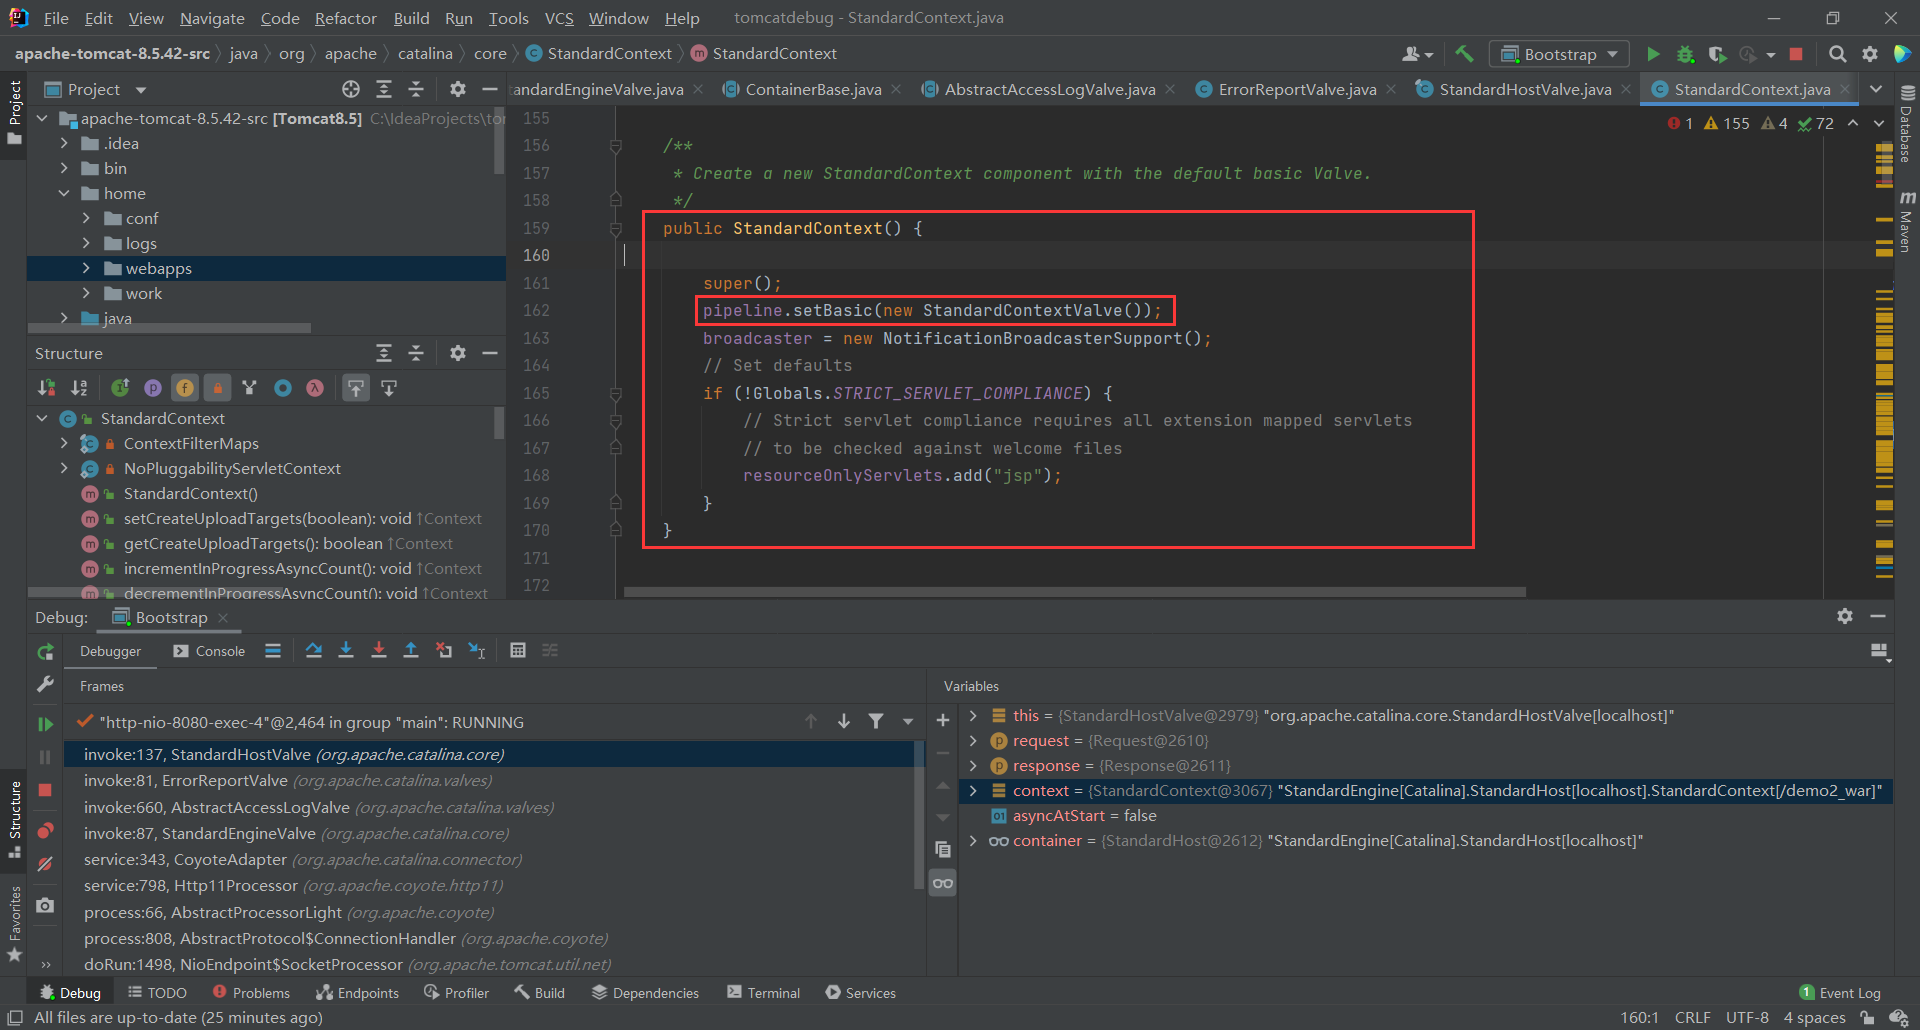 File Edit View Navigate Code Refactor Build Run Tools VCS Window Help tomcatdebug - StandardContext.java
apache-tomcat-8.5.42-src java org apache catalina core StandardContext StandardContext
Bootstrap
Project
andardEngineValve.java ContainerBase.java AbstractAccessLogValve.java ErrorReportValve.java StandardHostValve.java StandardContext.java
Project
apache-tomcat-8.5.42-src [Tomcat8.5] C:\IdeaProjects\tor
.idea
bin
home
conf
logs
webapps
work
java
1 155 4 72
155
156 /**
157 * Create a new StandardContext component with the default basic Valve.
158 */
159 public StandardContext() {
160
161 super();
162 pipeline.setBasic(new StandardContextValve());
163 broadcaster = new NotificationBroadcasterSupport();
164 // Set defaults
165 if (!Globals.STRICT_SERVLET_COMPLIANCE) {
166 // Strict servlet compliance requires all extension mapped servlets
167 // to be checked against welcome files
168 resourceOnlyServlets.add("jsp");
169 }
170 }
171
172
Database
Maven
Structure
StandardContext
ContextFilterMaps
NoPluggabilityServletContext
StandardContext()
setCreateUploadTargets(boolean): void ↑Context
getCreateUploadTargets(): boolean ↑Context
incrementInProgressAsyncCount(): void ↑Context
decrementInProgressAsyncCount(): void ↑Context
Debug: Bootstrap
Debugger Console
Frames
"http-nio-8080-exec-4"@2,464 in group "main": RUNNING
invoke:137, StandardHostValve (org.apache.catalina.core)
invoke:81, ErrorReportValve (org.apache.catalina.valves)
invoke:660, AbstractAccessLogValve (org.apache.catalina.valves)
invoke:87, StandardEngineValve (org.apache.catalina.core)
service:343, CoyoteAdapter (org.apache.catalina.connector)
service:798, Http11Processor (org.apache.coyote.http11)
process:66, AbstractProcessorLight (org.apache.coyote)
process:808, AbstractProtocol$ConnectionHandler (org.apache.coyote)
doRun:1498, NioEndpoint$SocketProcessor (org.apache.tomcat.util.net)
Variables
this = {StandardHostValve@2979} "org.apache.catalina.core.StandardHostValve[localhost]"
request = {Request@2610}
response = {Response@2611}
context = {StandardContext@3067} "StandardEngine[Catalina].StandardHost[localhost].StandardContext[/demo2_war]"
asyncAtStart = false
container = {StandardHost@2612} "StandardEngine[Catalina].StandardHost[localhost]"
Structure
Favorites
Debug TODO Problems Endpoints Profiler Build Dependencies Terminal Services 1 Event Log
All files are up-to-date (25 minutes ago) 160:1 CRLF UTF-8 4 spaces